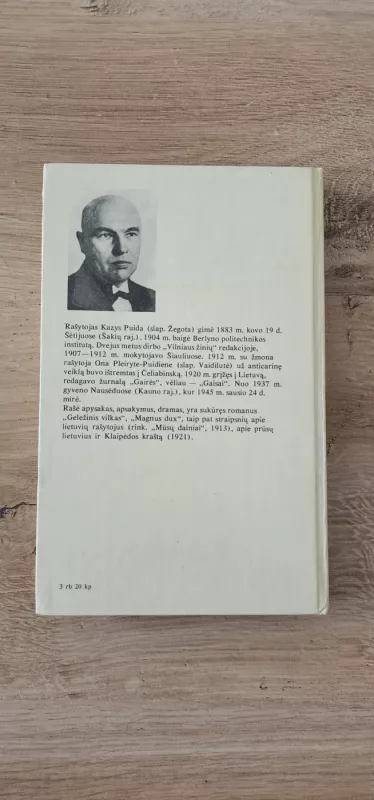 Rašytojas Kazys Puida (slap. Žegota) gimė 1883 m. kovo 19 d.
Šėtijuose (Šakių raj.). 1904 m. baigė Berlyno politechnikos
institutą. Dvejus metus dirbo „Vilniaus žinių“ redakcijoje,
1907—1912 m. mokytojavo Šiauliuose. 1912 m. su žmona
rašytoja Ona Pleiryte-Puidiene (slap. Vaidilutė) už anticarinę
veiklą buvo ištremtas į Čeliabinską. 1920 m. grįžęs į Lietuvą,
redagavo žurnalą „Gairės“, vėliau — „Gaisai“. Nuo 1937 m.
gyveno Nausėduose (Kauno raj.), kur 1945 m. sausio 24 d.
mirė.
Rašė apysakas, apsakymus, dramas, yra sukūręs romanus
„Geležinis vilkas“, „Magnus dux“, taip pat straipsnių apie
lietuvių rašytojus (rink. „Mūsų dainiai“, 1913), apie prūsų
lietuvius ir Klaipėdos kraštą (1921).
3 rb 20 kp